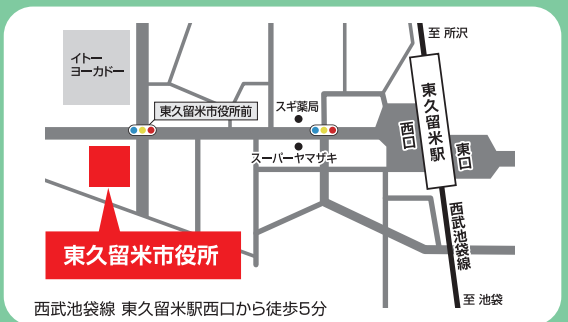 至 所沢
イトー
ヨーカドー
東久留米市役所前
スギ薬局
東久留米駅
西口
東口
スーパーヤマザキ
西武池袋線
東久留米市役所
至 池袋
西武池袋線 東久留米駅西口から徒歩5分